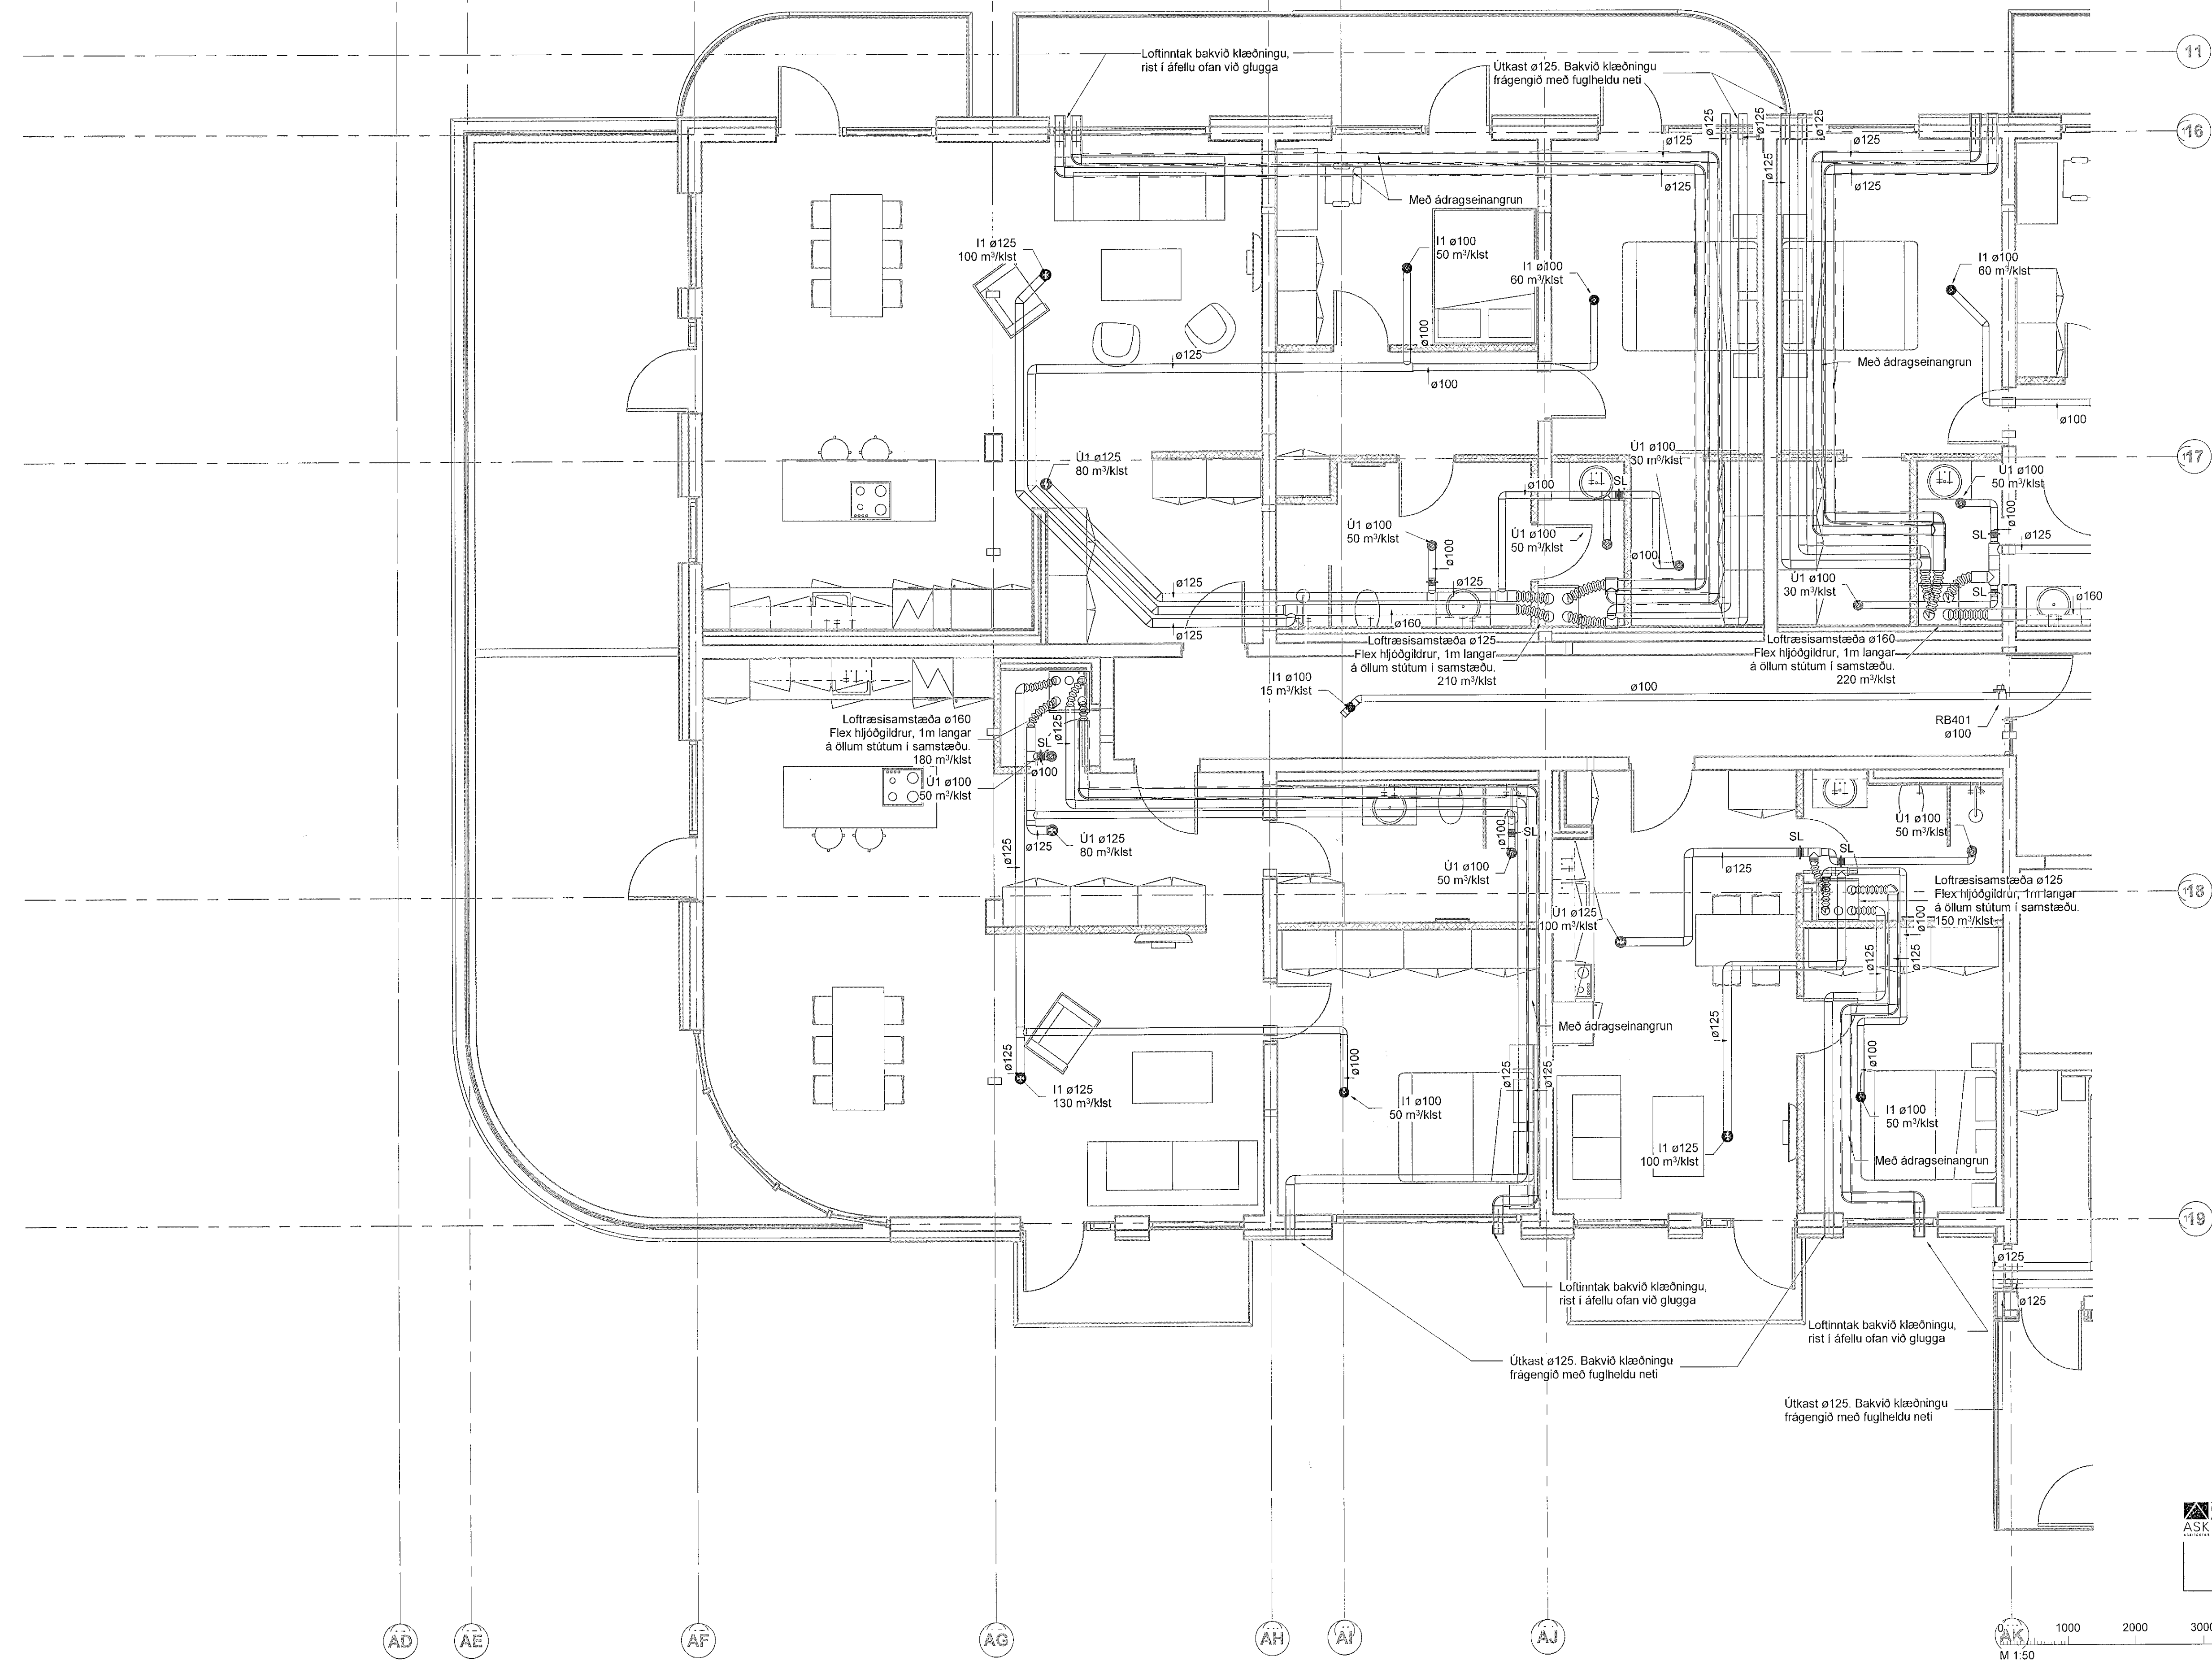 Loftinntak bakvið klæðningu,
rist í áfellu ofan við glugga
Útkast ø125. Bakvið klæðningu
frágengið með fuglheldu neti
11
16
ø125
ø125
ø125
ø125
ø125
ø125
ø125
ø125
ø125
Með ádragseinangrun
I1 ø125
100 m³/klst
I1 ø100
50 m³/klst
I1 ø100
60 m³/klst
I1 ø100
60 m³/klst
ø100
ø125
ø100
Með ádragseinangrun
ø100
17
Ú1 ø125
80 m³/klst
Ú1 ø100
30 m³/klst
Ú1 ø100
50 m³/klst
SL
ø100
ø100
Ú1 ø100
50 m³/klst
Ú1 ø100
50 m³/klst
ø100
ø100
SL
ø125
ø125
ø125
Ú1 ø100
30 m³/klst
SL
ø160
ø160
ø125
Loftræsisamstæða ø125
Flex hljóðgildrur, 1m langar
á öllum stútum í samstæðu.
210 m³/klst
Loftræsisamstæða ø160
Flex hljóðgildrur, 1m langar
á öllum stútum í samstæðu.
220 m³/klst
I1 ø100
15 m³/klst
ø100
RB401
ø100
Loftræsisamstæða ø160
Flex hljóðgildrur, 1m langar
á öllum stútum í samstæðu.
180 m³/klst
ø125
SL
ø100
Ú1 ø100
50 m³/klst
ø125
ø125
Ú1 ø125
80 m³/klst
ø100
SL
Ú1 ø100
50 m³/klst
Ú1 ø100
50 m³/klst
SL
SL
ø125
Loftræsisamstæða ø125
Flex hljóðgildrur, 1m langar
á öllum stútum í samstæðu.
150 m³/klst
18
Ú1 ø125
100 m³/klst
ø100
ø125
ø125
Með ádragseinangrun
ø125
ø125
ø100
ø125
ø125
ø100
I1 ø125
130 m³/klst
I1 ø100
50 m³/klst
I1 ø100
50 m³/klst
I1 ø125
100 m³/klst
Með ádragseinangrun
19
ø125
ø125
Loftinntak bakvið klæðningu,
rist í áfellu ofan við glugga
Loftinntak bakvið klæðningu,
rist í áfellu ofan við glugga
Útkast ø125. Bakvið klæðningu
frágengið með fuglheldu neti
Útkast ø125. Bakvið klæðningu
frágengið með fuglheldu neti
ASK
AD
AE
AF
AG
AH
AI
AJ
AK
0 1000 2000 3000
M 1:50